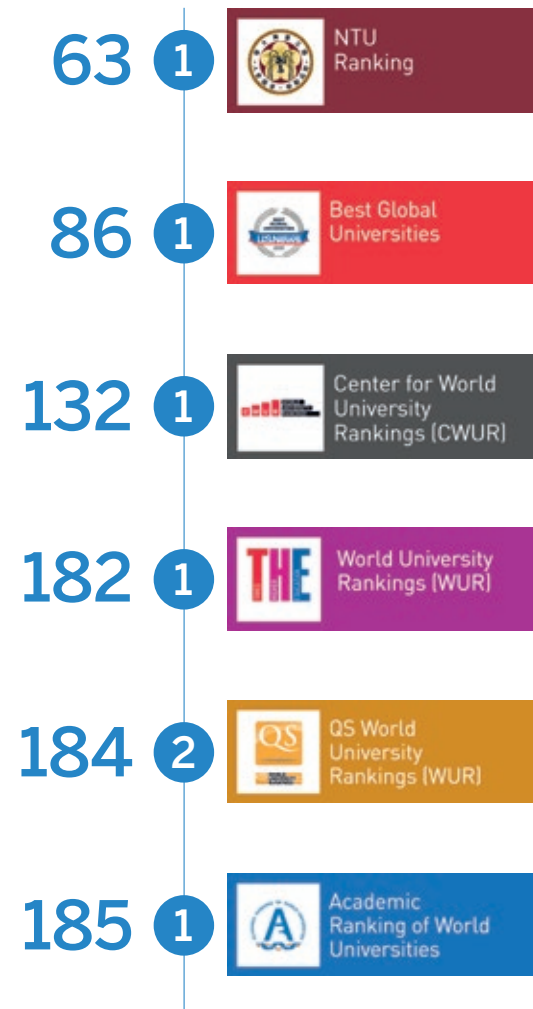 63 1 NTU
Ranking
86 1 Best Global
Universities
USNews
132 1 Center for World
University
Rankings (CWUR)
CWUR
182 1 THE World University
Rankings (WUR)
184 2 QS World
University
Rankings (WUR)
QS
185 1 Academic
Ranking of World
Universities
A